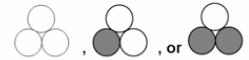 , , or